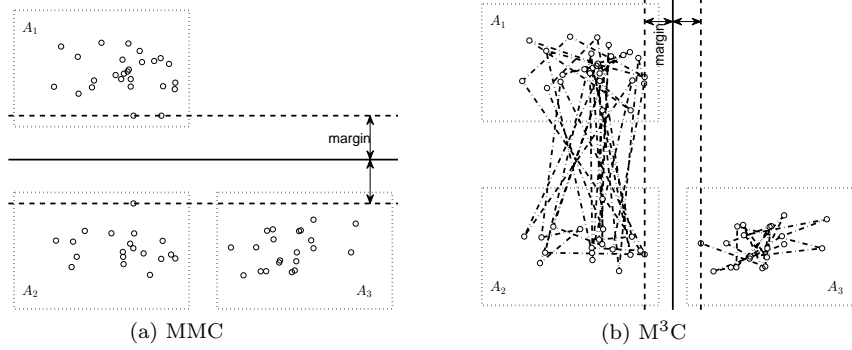 A₁
margin
A₂
A₃
(a) MMC
A₁
margin
A₂
A₃
(b) M³C